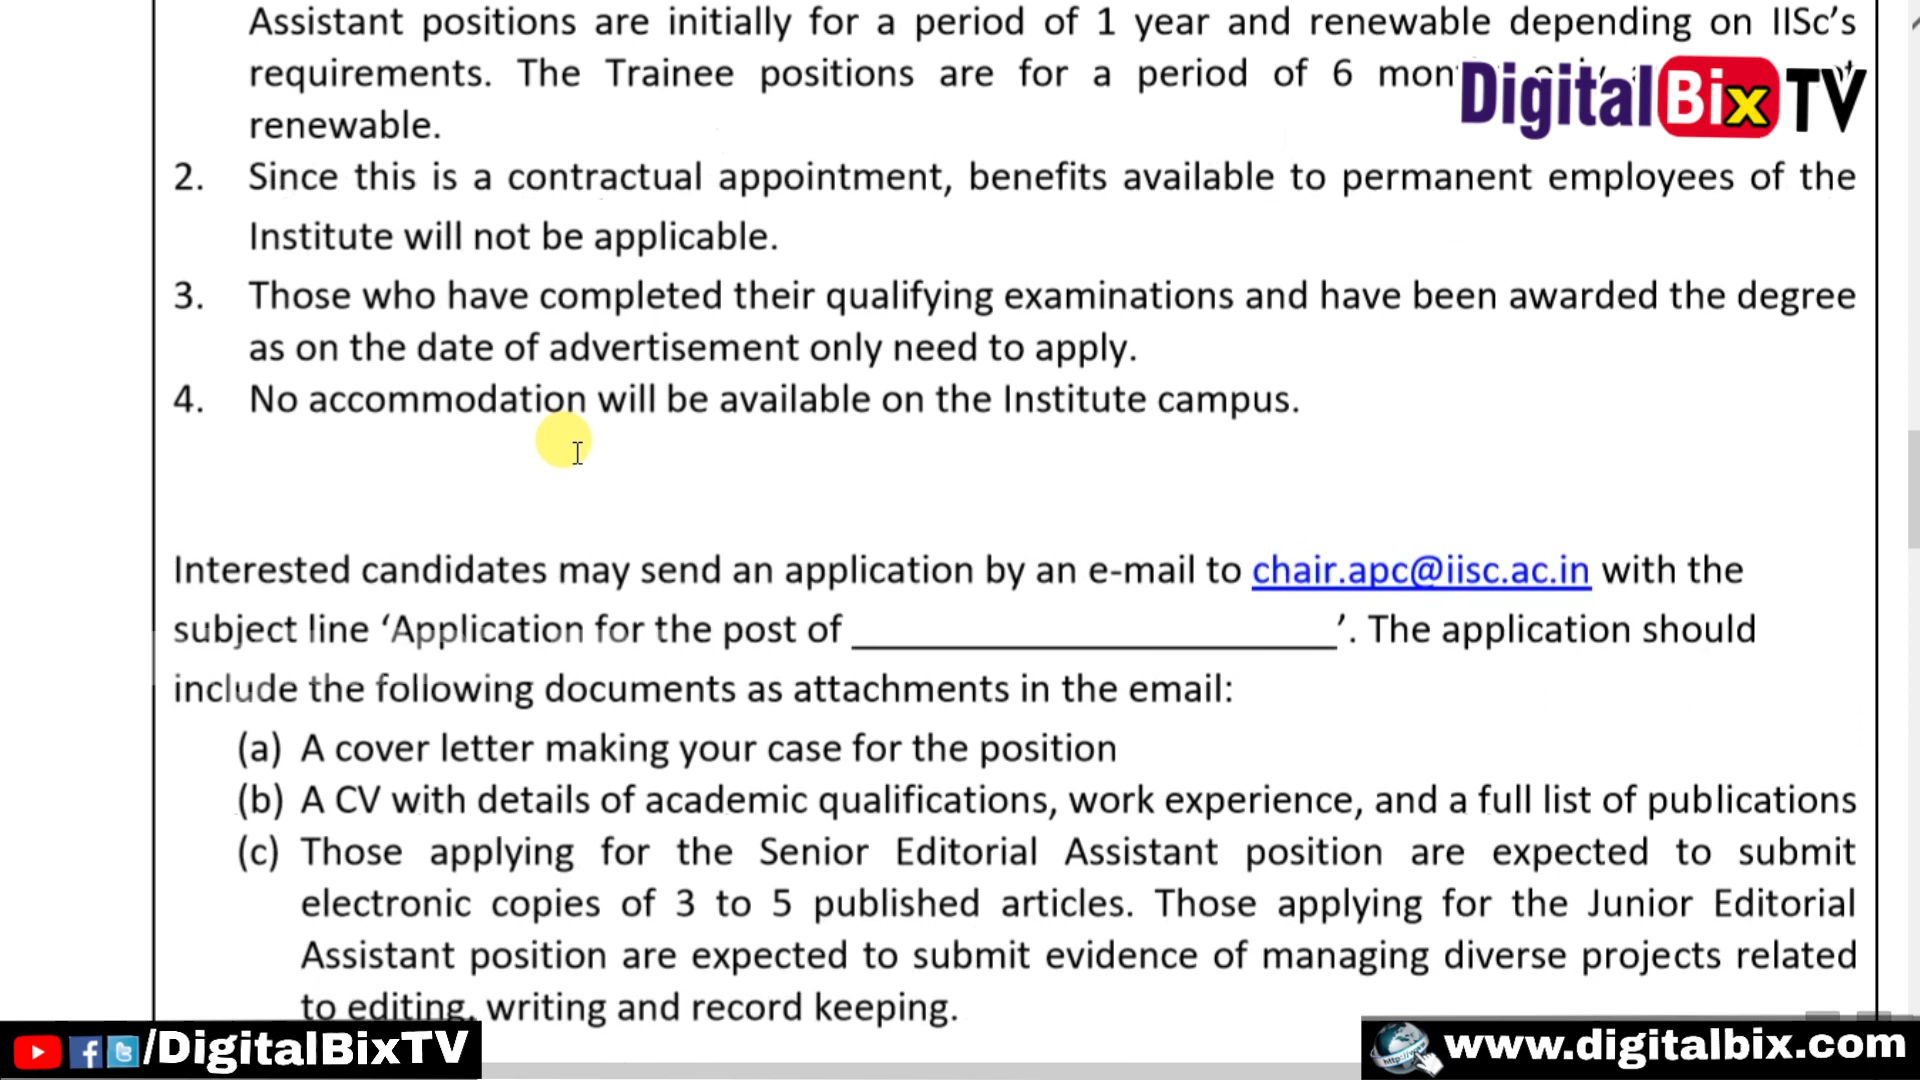 Assistant positions are initially for a period of 1 year and renewable depending on IISc's
requirements. The Trainee positions are for a period of 6
renewable.
DigitalBixTV
2. Since this is a contractual appointment, benefits available to permanent employees of the
Institute will not be applicable.
3. Those who have completed their qualifying examinations and have been awarded the degree
as on the date of advertisement only need to apply.
4. No accommodation will be available on the Institute campus.
Interested candidates may send an application by an e-mail to chair.apc@iisc.ac.in with the
subject line ‘Application for the post of ______________________’. The application should
include the following documents as attachments in the email:
(a) A cover letter making your case for the position
(b) A CV with details of academic qualifications, work experience, and a full list of publications
(c) Those applying for the Senior Editorial Assistant position are expected to submit
electronic copies of 3 to 5 published articles. Those applying for the Junior Editorial
Assistant position are expected to submit evidence of managing diverse projects related
to editing, writing and record keeping.
/DigitalBixTV
www.digitalbix.com